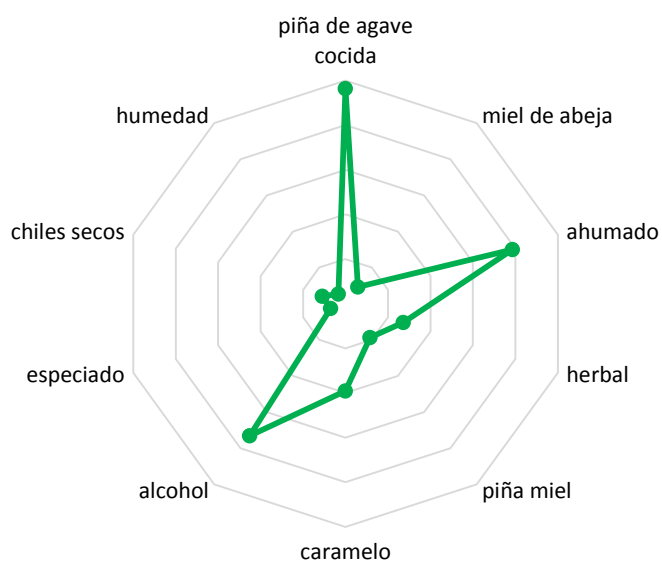 piña de agave
cocida
miel de abeja
ahumado
herbal
piña miel
caramelo
alcohol
especiado
chiles secos
humedad